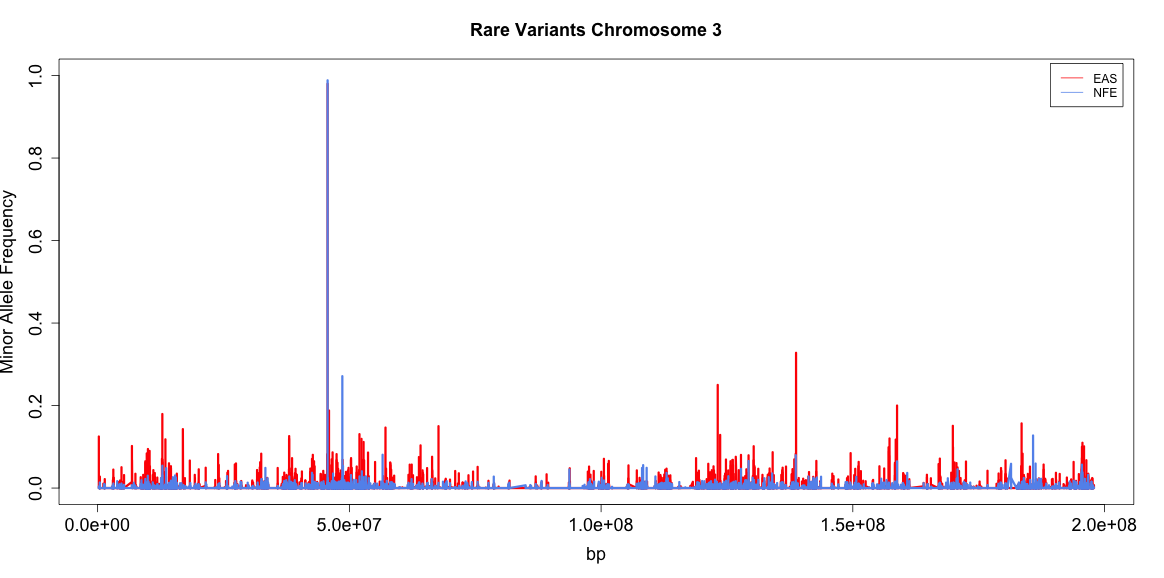 Rare Variants Chromosome 3
EAS
NFE
Minor Allele Frequency
1.0
0.8
0.6
0.4
0.2
0.0
0.0e+00 5.0e+07 1.0e+08 1.5e+08 2.0e+08
bp